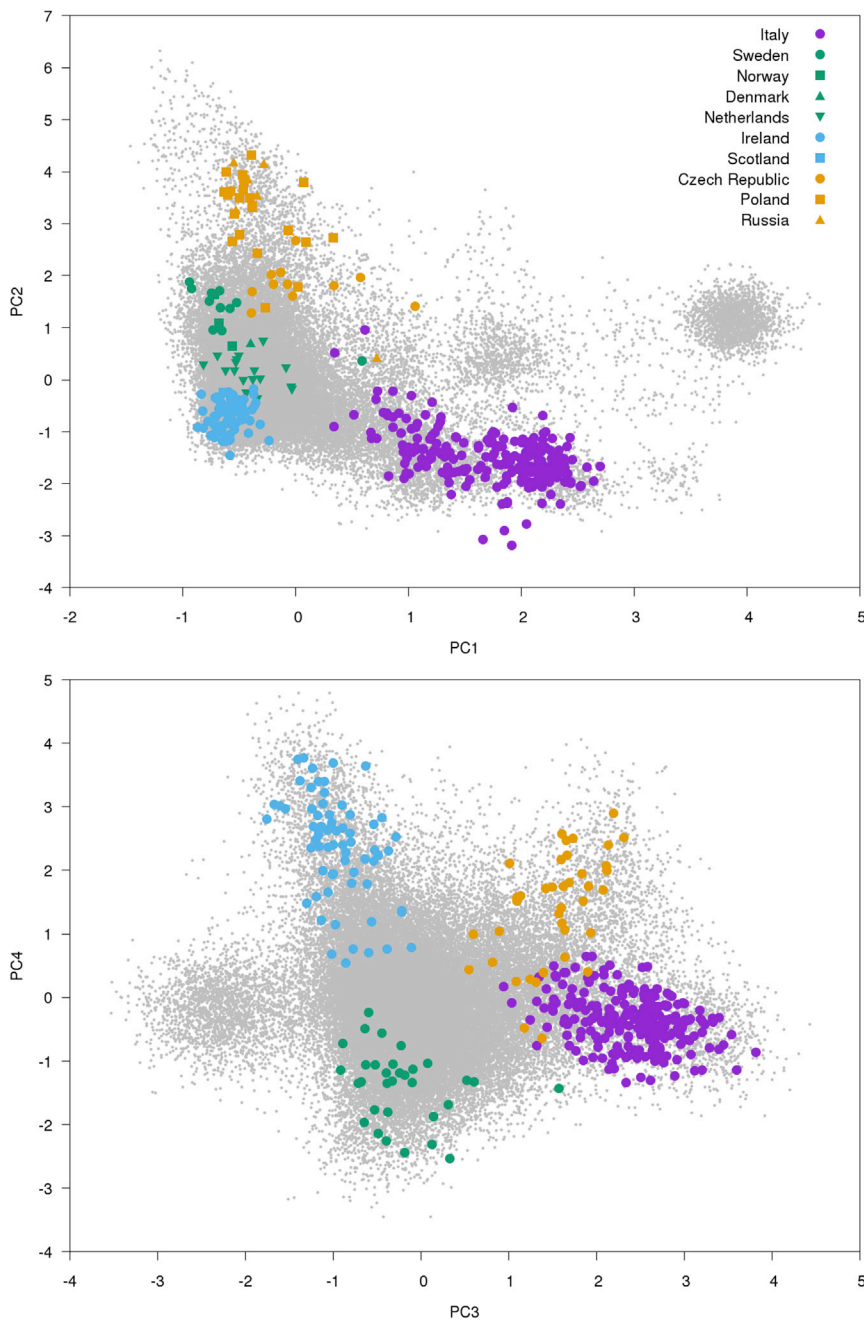 7
6
5
4
3
2
1
0
-1
-2
-3
-4
PC2
Italy
Sweden
Norway
Denmark
Netherlands
Ireland
Scotland
Czech Republic
Poland
Russia
-2 -1 0 1 2 3 4 5
PC1
5
4
3
2
1
0
-1
-2
-3
-4
PC4
-4 -3 -2 -1 0 1 2 3 4 5
PC3